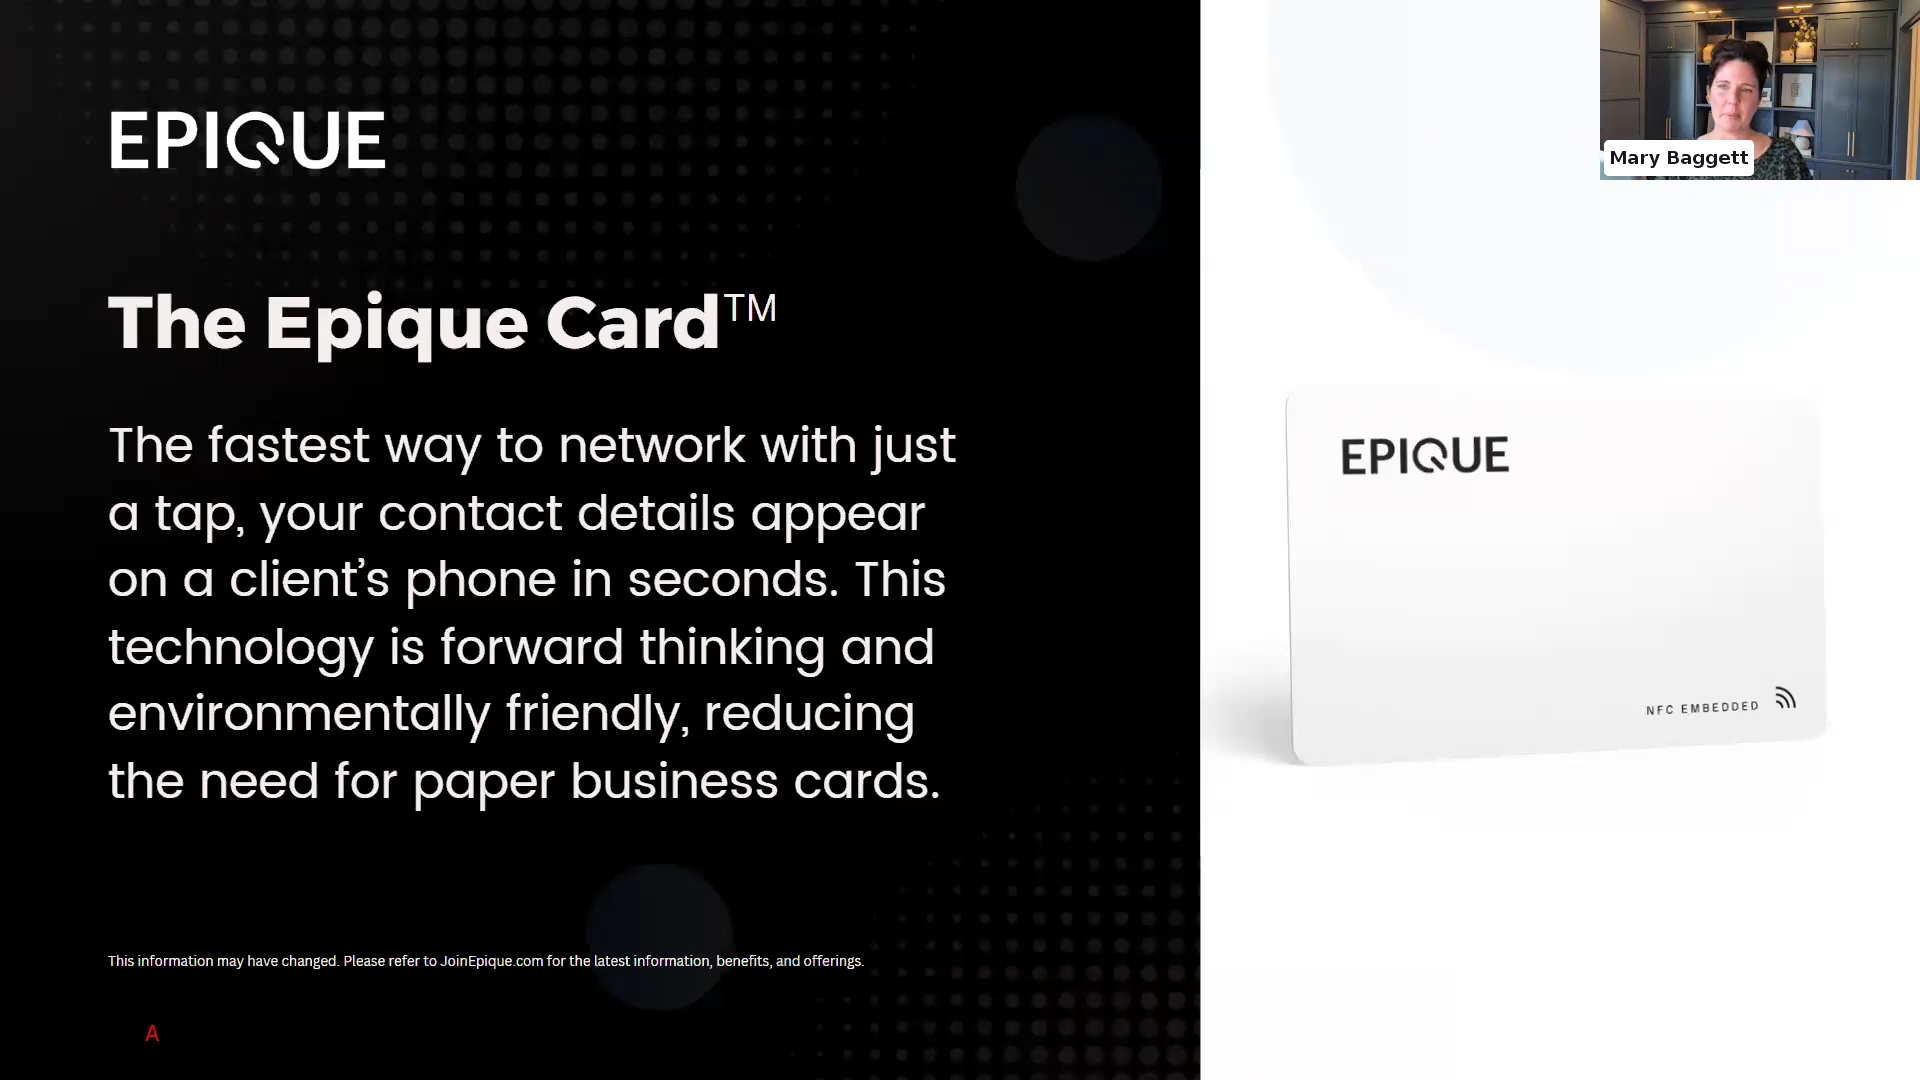 EPIQUE
The Epique Card™
The fastest way to network with just
a tap, your contact details appear
on a client’s phone in seconds. This
technology is forward thinking and
environmentally friendly, reducing
the need for paper business cards.
This information may have changed. Please refer to JoinEpique.com for the latest information, benefits, and offerings.
A
Mary Baggett
EPIQUE
NFC EMBEDDED